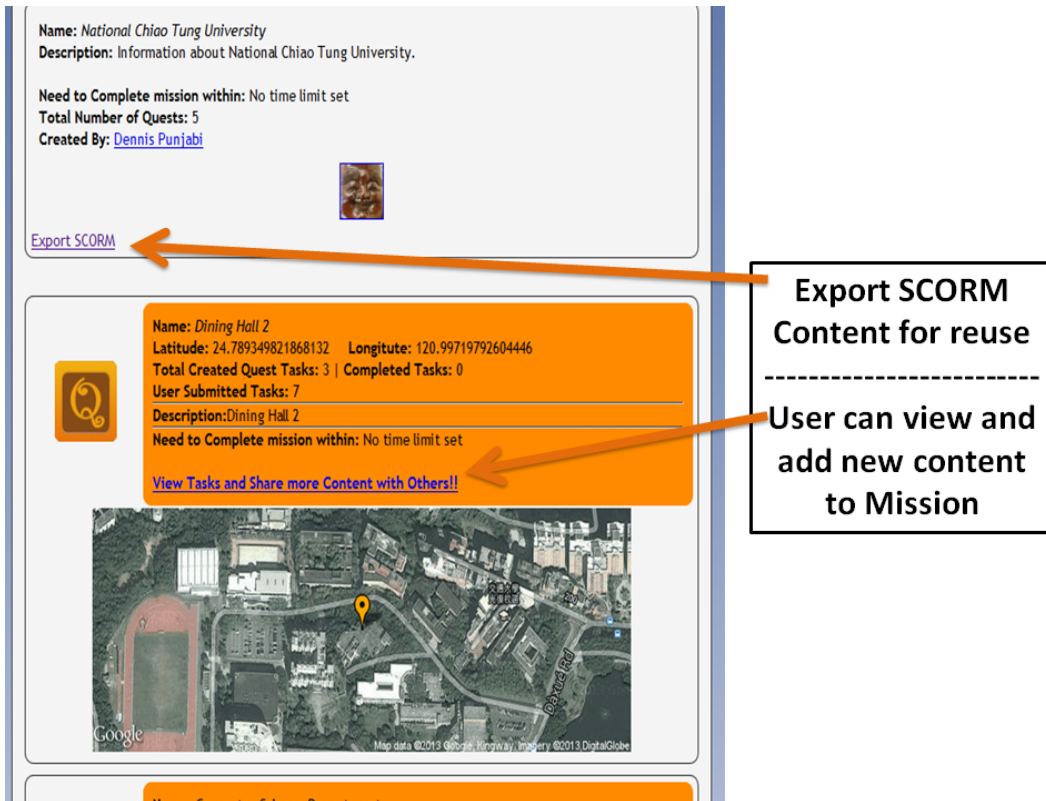 Name: National Chiao Tung University
Description: Information about National Chiao Tung University.
Need to Complete mission within: No time limit set
Total Number of Quests: 5
Created By: Dennis Punjabi
Export SCORM
Name: Dining Hall 2
Latitude: 24.789349821868132 Longitute: 120.99719792604446
Total Created Quest Tasks: 3 | Completed Tasks: 0
User Submitted Tasks: 7
Description:Dining Hall 2
Need to Complete mission within: No time limit set
View Tasks and Share more Content with Others!!
Q
Daxue Rd
Google
Map data ©2013 Google, Kingway, Imagery ©2013 DigitalGlobe
Export SCORM
Content for reuse
-------------------------
User can view and
add new content
to Mission